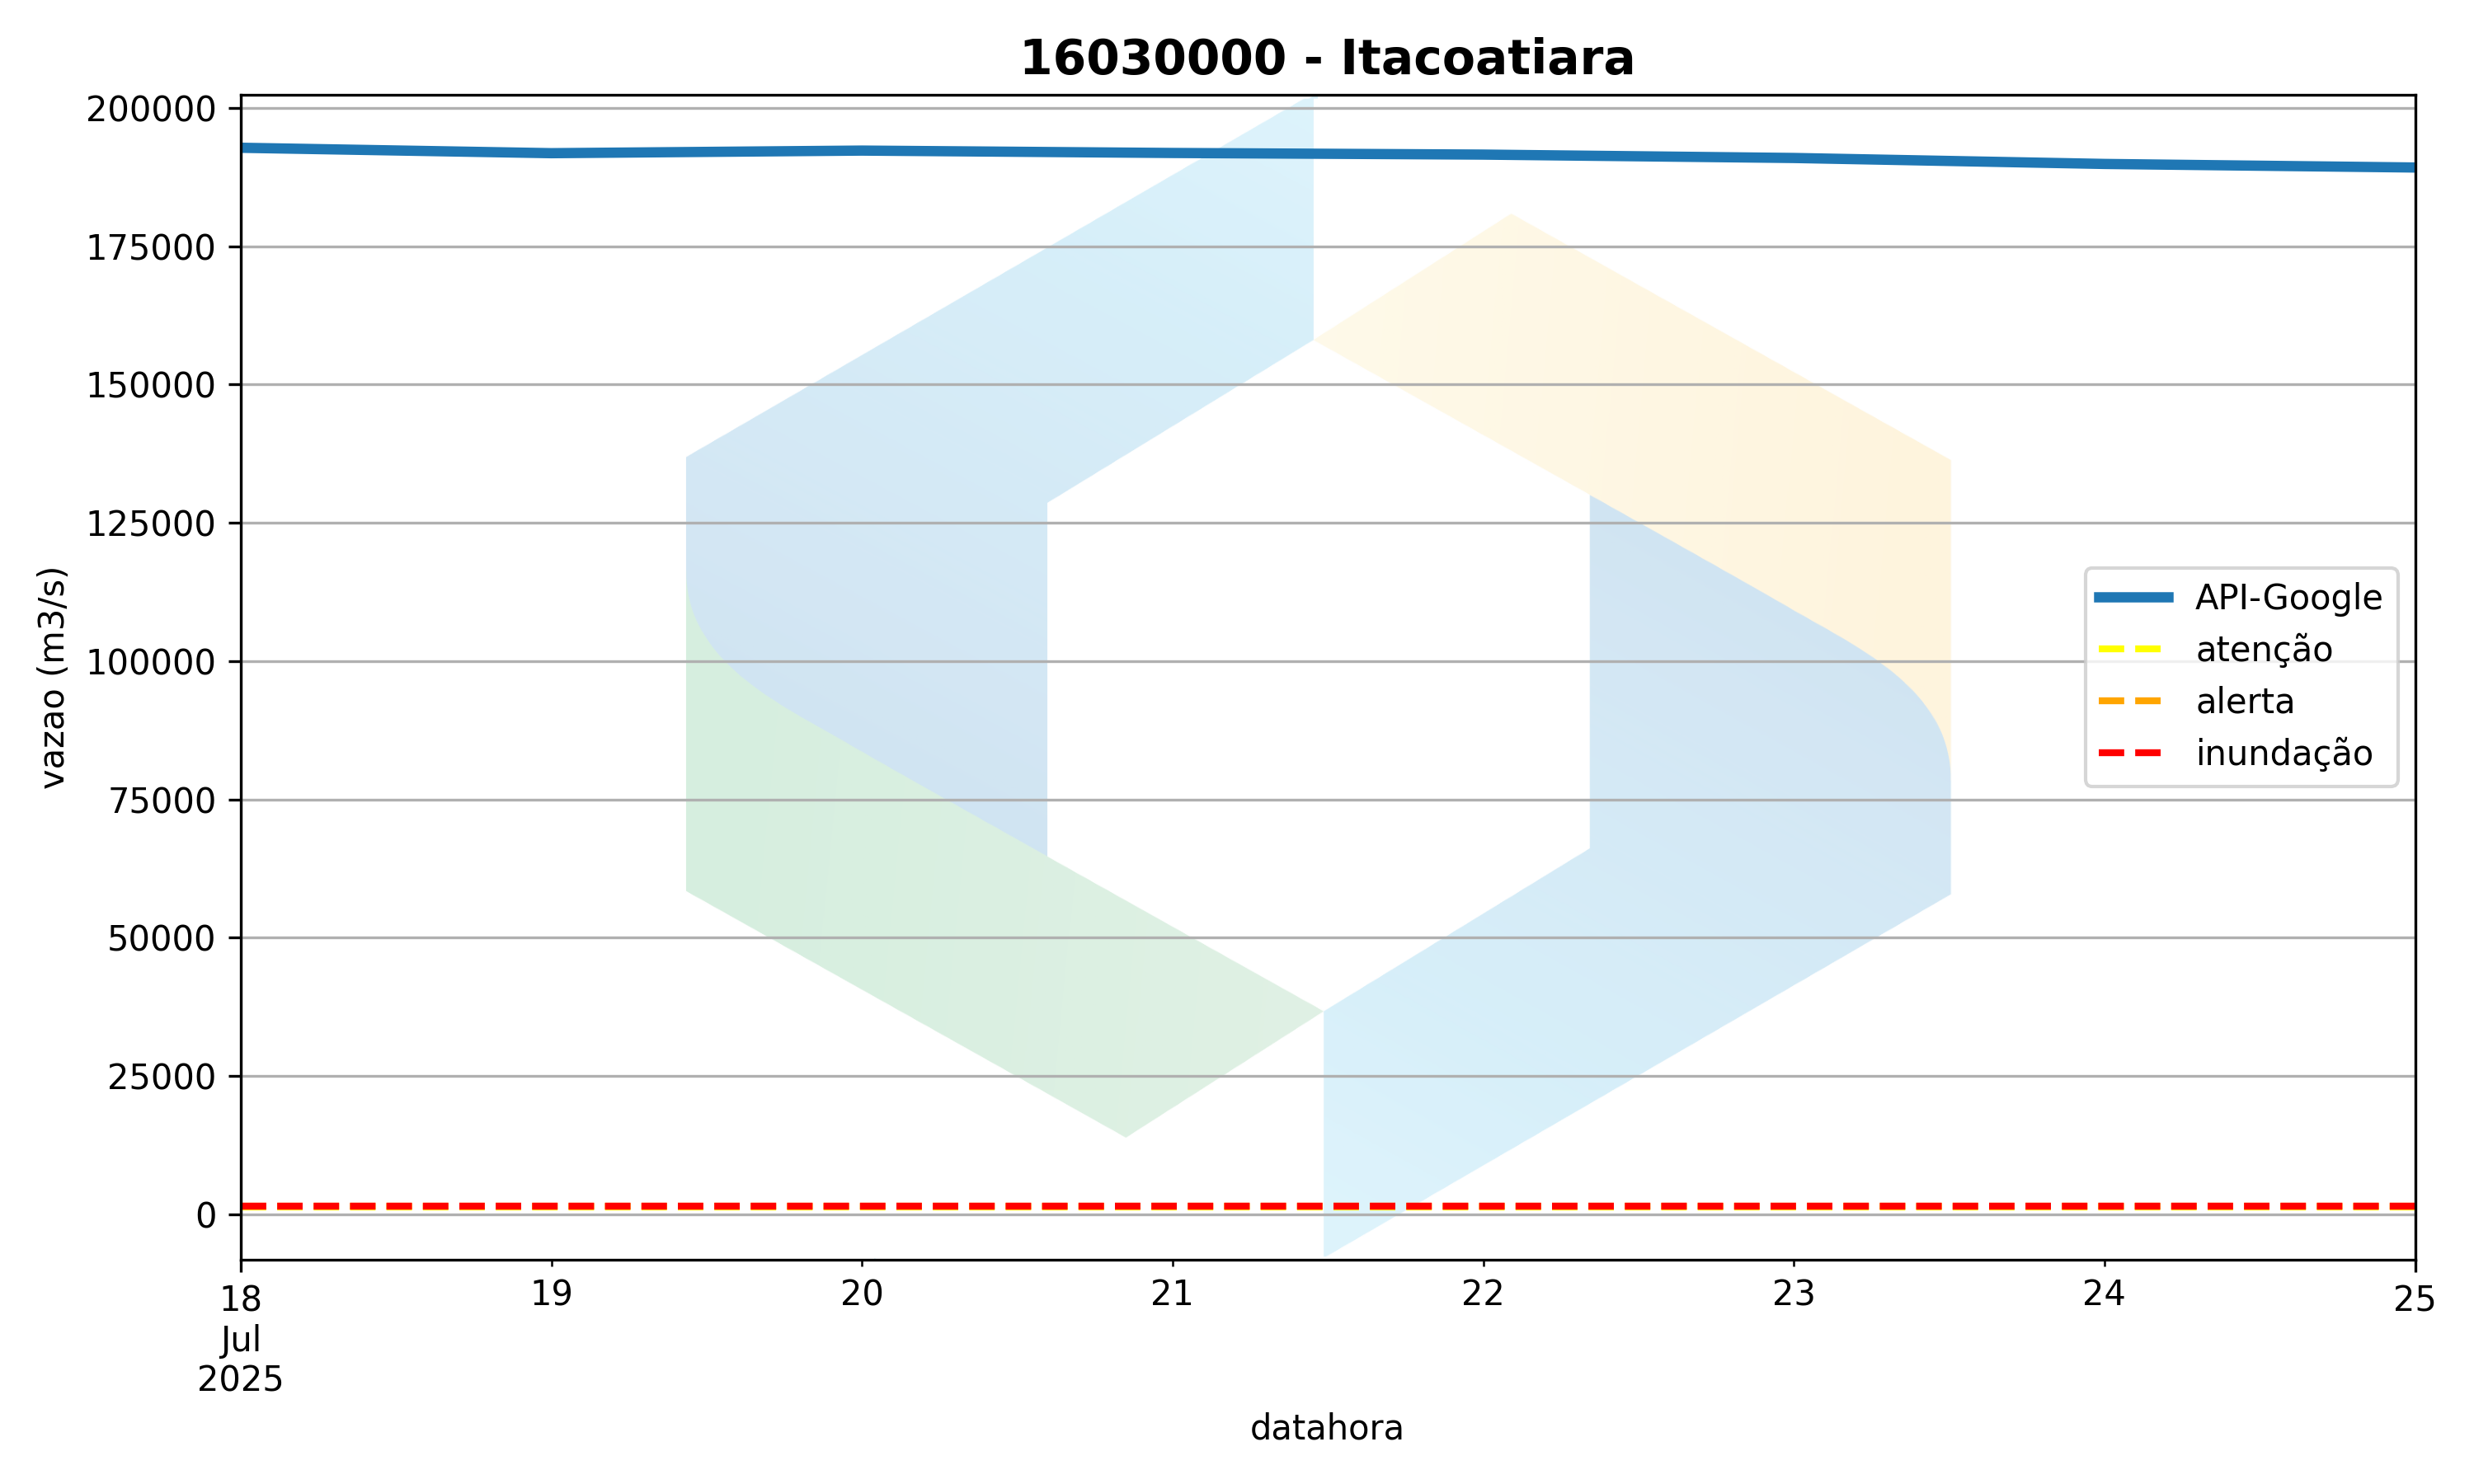 16030000 - Itacoatiara
200000
175000
150000
125000
100000
75000
50000
25000
0
vazao (m3/s)
API-Google
atenção
alerta
inundação
18 19 20 21 22 23 24 25
Jul
2025
datahora